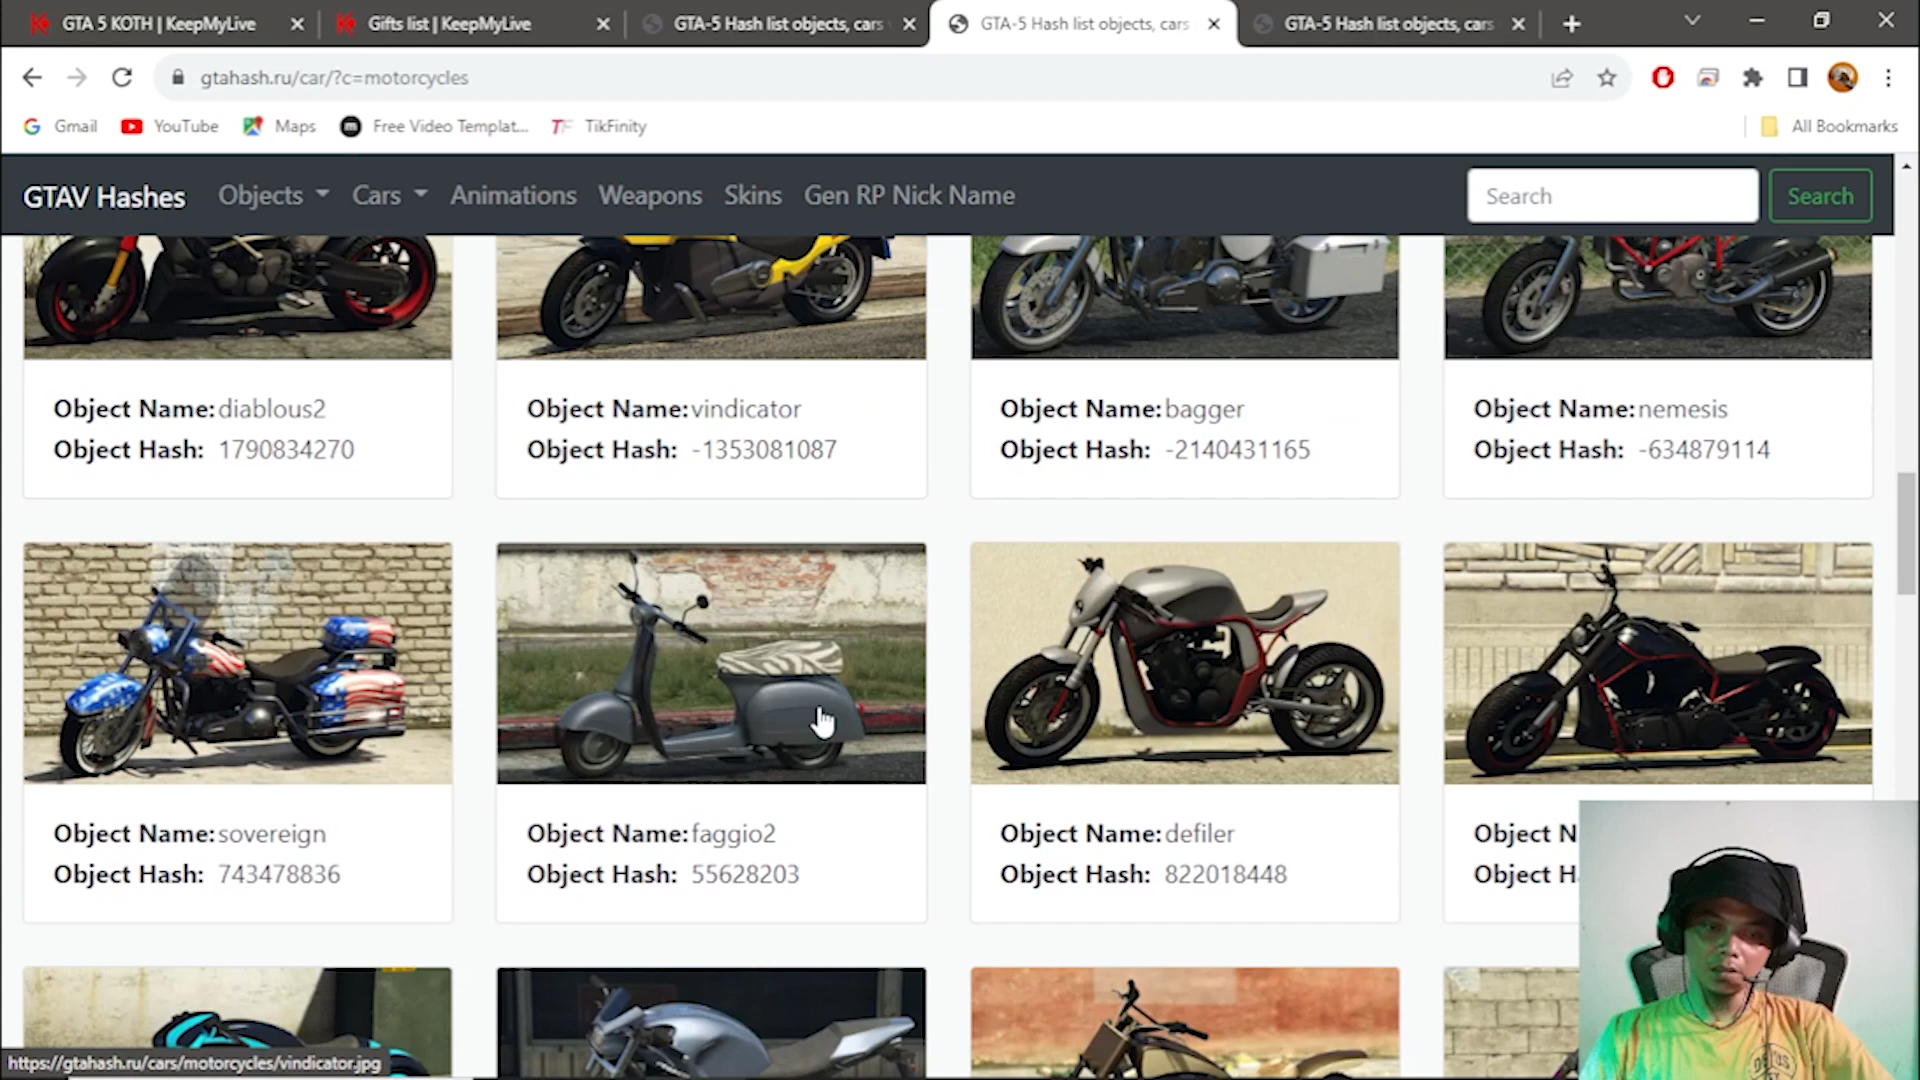 GTA 5 KOTH | KeepMyLive
Gifts list | KeepMyLive
GTA-5 Hash list objects, cars
GTA-5 Hash list objects, cars
GTA-5 Hash list objects, cars
gtahash.ru/car/?c=motorcycles
Gmail
YouTube
Maps
Free Video Templat...
TikFinity
All Bookmarks
GTAV Hashes
Objects
Cars
Animations
Weapons
Skins
Gen RP Nick Name
Search
Search
Object Name: diablous2
Object Hash: 1790834270
Object Name: vindicator
Object Hash: -1353081087
Object Name: bagger
Object Hash: -2140431165
Object Name: nemesis
Object Hash: -634879114
Object Name: sovereign
Object Hash: 743478836
Object Name: faggio2
Object Hash: 55628203
Object Name: defiler
Object Hash: 822018448
Object N
Object H
https://gtahash.ru/cars/motorcycles/vindicator.jpg